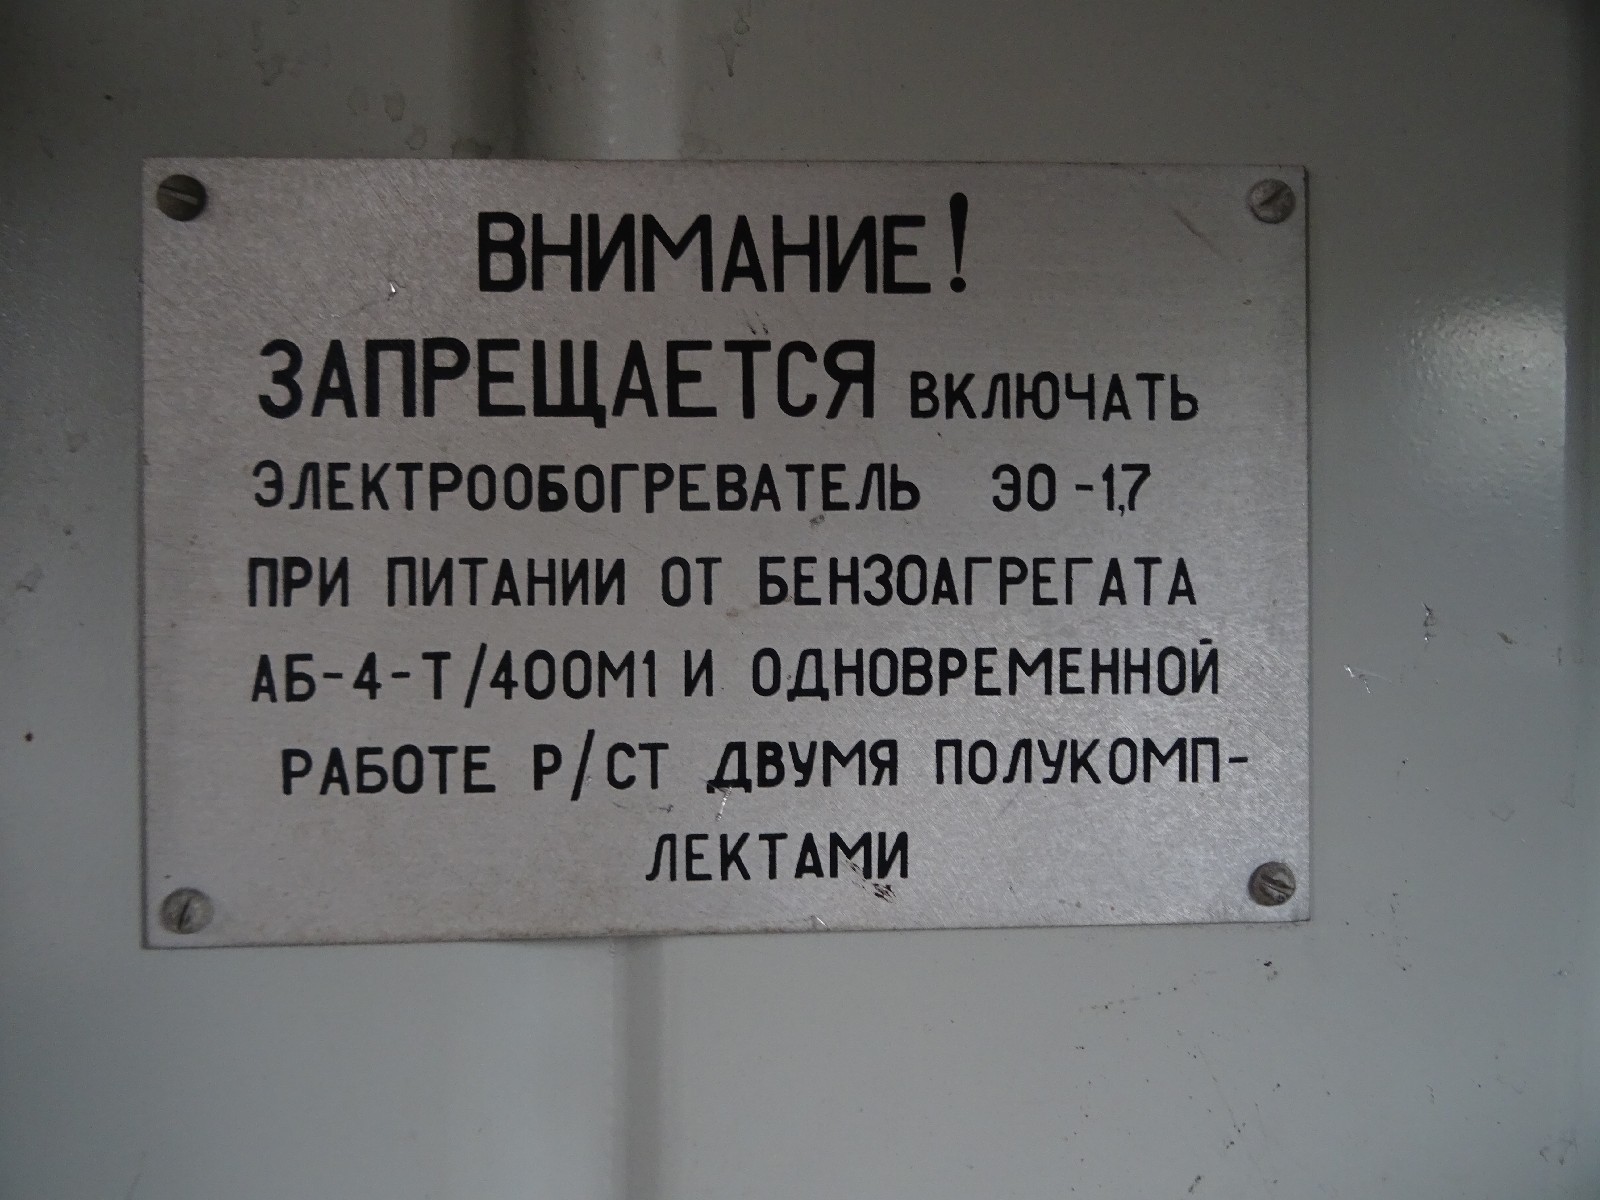 ВНИМАНИЕ!
ЗАПРЕЩАЕТСЯ ВКЛЮЧАТЬ
ЭЛЕКТРООБОГРЕВАТЕЛЬ ЭО-1,7
ПРИ ПИТАНИИ ОТ БЕНЗОАГРЕГАТА
АБ-4-Т/400М1 И ОДНОВРЕМЕННОЙ
РАБОТЕ Р/СТ ДВУМЯ ПОЛУКОМП-
ЛЕКТАМИ